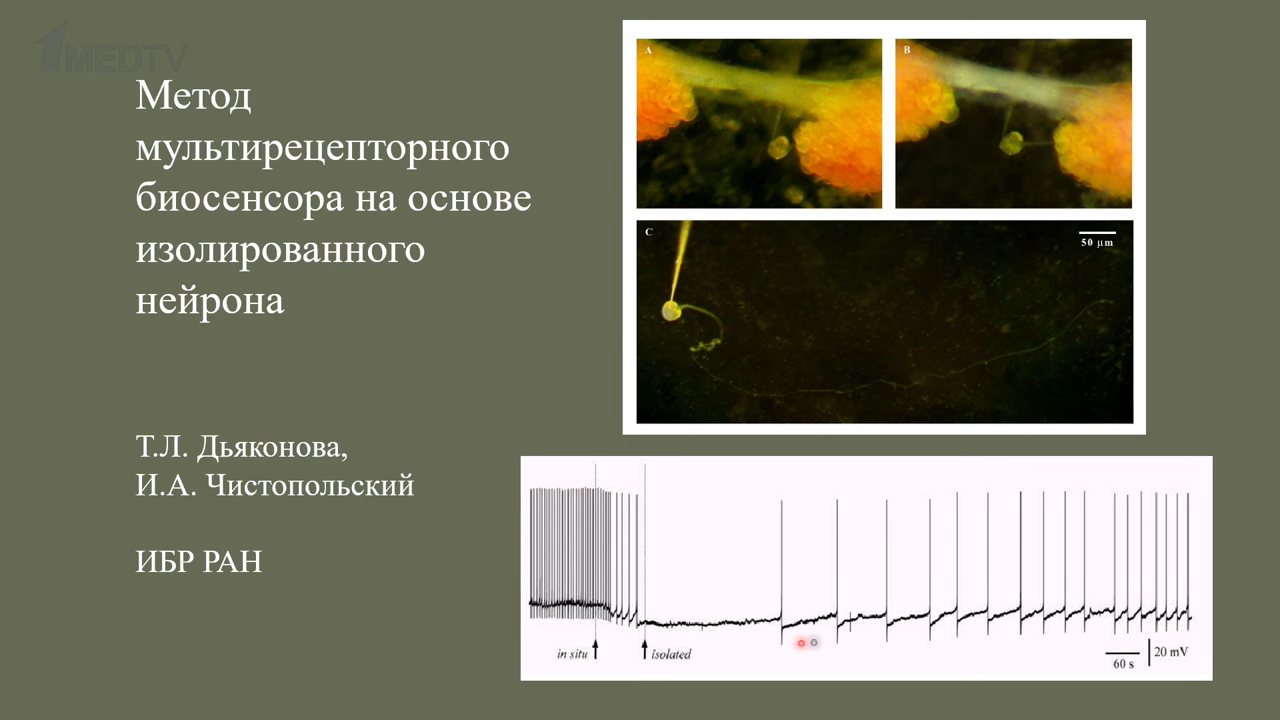 1MEDTV
Метод
мультирецепторного
биосенсора на основе
изолированного
нейрона
Т.Л. Дьяконова,
И.А. Чистопольский
ИБР РАН
A
B
C
50 µm
in situ
isolated
60 s
20 mV